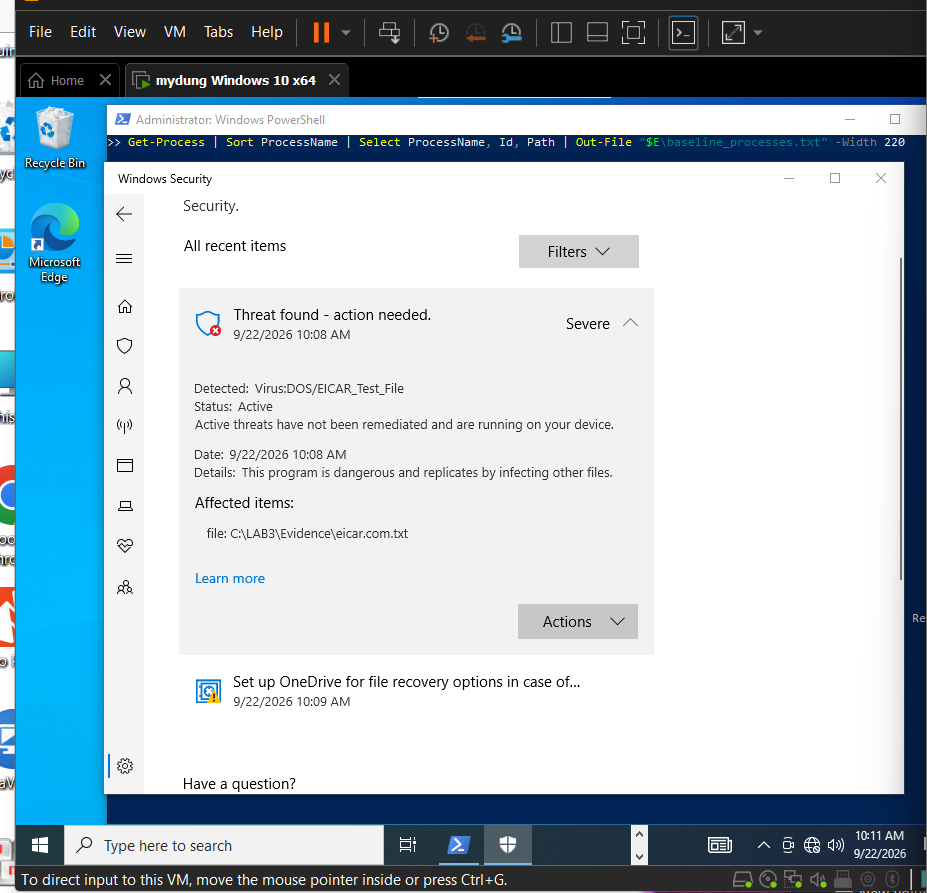 File Edit View VM Tabs Help
Home
mydung Windows 10 x64
Recycle Bin
Microsoft Edge
Administrator: Windows PowerShell
>> Get-Process | Sort ProcessName | Select ProcessName, Id, Path | Out-File "$E\baseline_processes.txt" -Width 220
Windows Security
Security.
All recent items
Filters
Threat found - action needed.
9/22/2026 10:08 AM
Severe
Detected: Virus:DOS/EICAR_Test_File
Status: Active
Active threats have not been remediated and are running on your device.
Date: 9/22/2026 10:08 AM
Details: This program is dangerous and replicates by infecting other files.
Affected items:
file: C:\LAB3\Evidence\eicar.com.txt
Learn more
Actions
Set up OneDrive for file recovery options in case of...
9/22/2026 10:09 AM
Have a question?
Type here to search
10:11 AM
9/22/2026
To direct input to this VM, move the mouse pointer inside or press Ctrl+G.